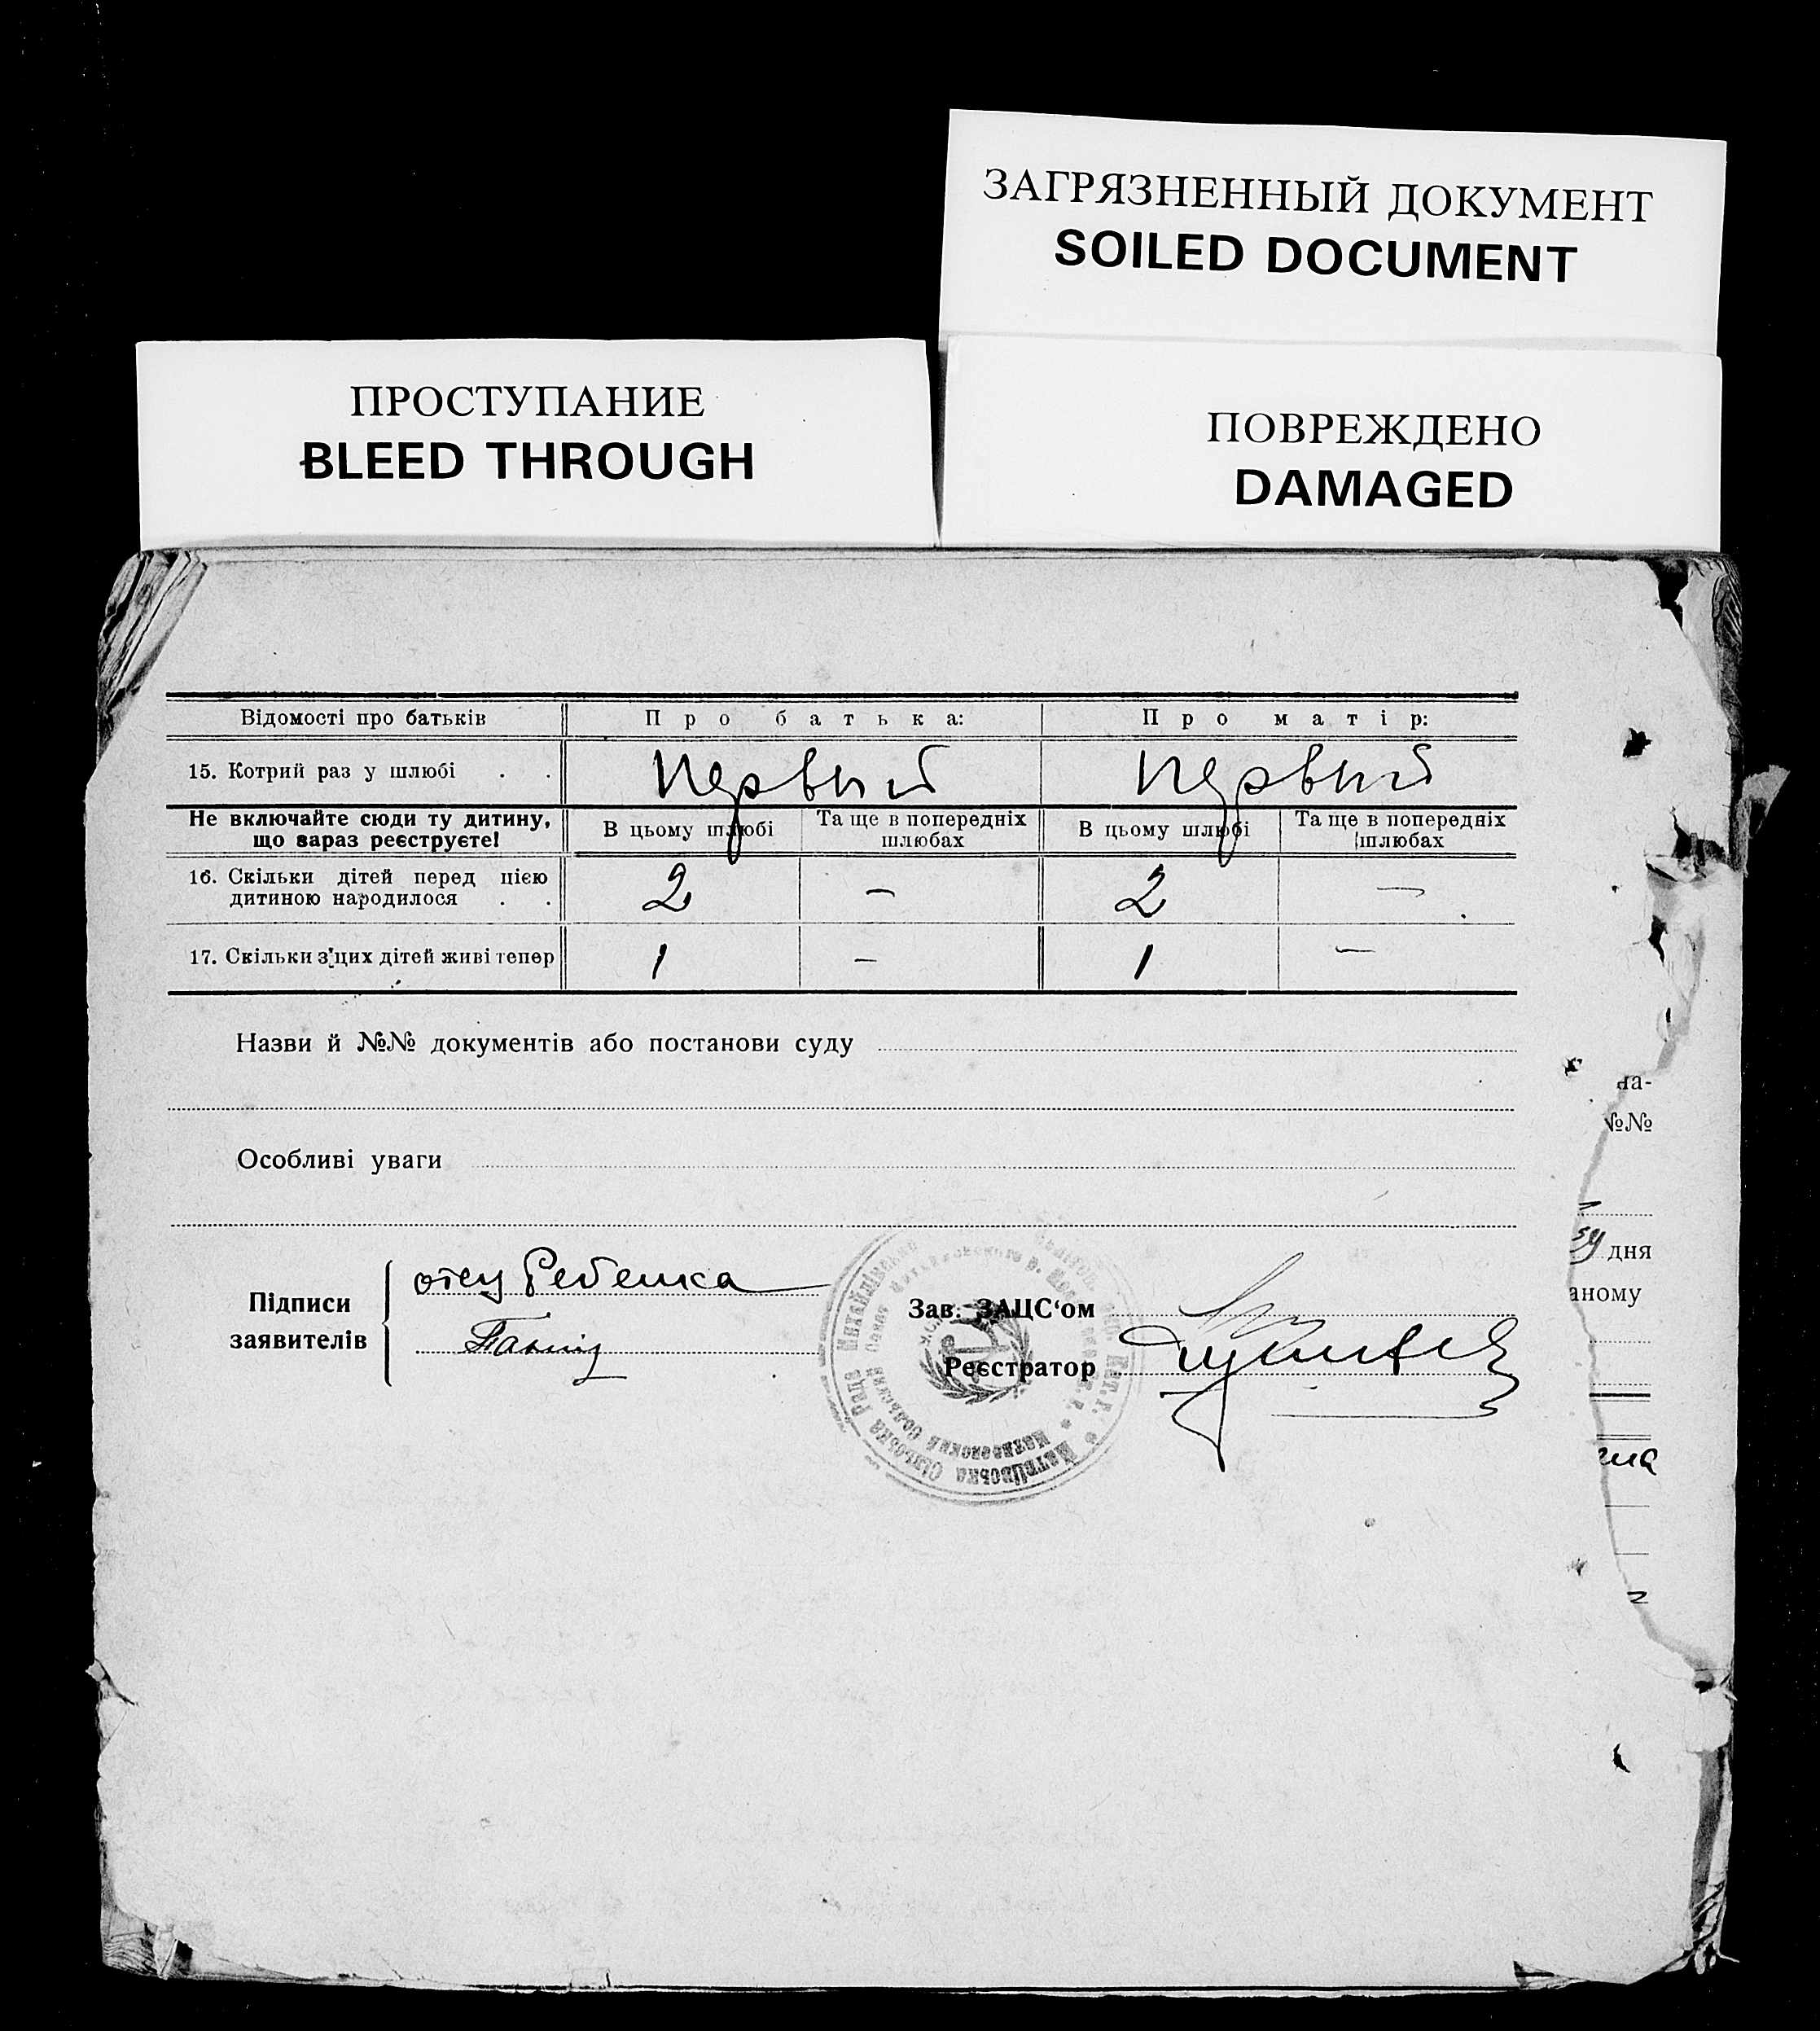 ЗАГРЯЗНЕННЫЙ ДОКУМЕНТ
SOILED DOCUMENT
ПРОСТУПАНИЕ
BLEED THROUGH
ПОВРЕЖДЕНО
DAMAGED
Відомості про батьків Про батька: Про матір:
15. Котрий раз у шлюбі . . Первый Первый
Не включайте сюди ту дитину, що зараз реєструєте! В цьому шлюбі Та ще в попередніх шлюбах В цьому шлюбі Та ще в попередніх шлюбах
16. Скільки дітей перед цією дитиною народилося . . 2 — 2 —
17. Скільки з цих дітей живі тепер 1 — 1 —
Назви й №№ документів або постанови суду
Особливі уваги
Підписи заявителів
отец Ребенка
Зав. ЗАЦС‘ом
Реєстратор
на-
№№
дня
аному